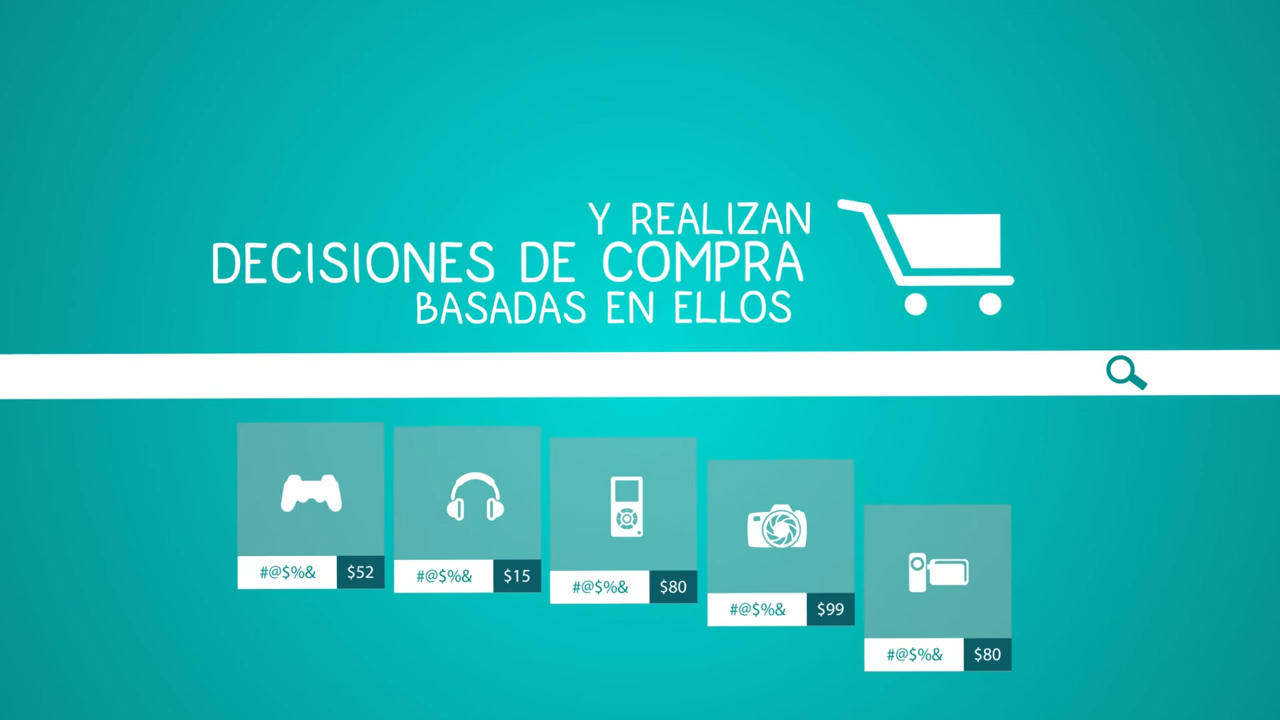 Y REALIZAN
DECISIONES DE COMPRA
BASADAS EN ELLOS
#@$%& $52
#@$%& $15
#@$%& $80
#@$%& $99
#@$%& $80